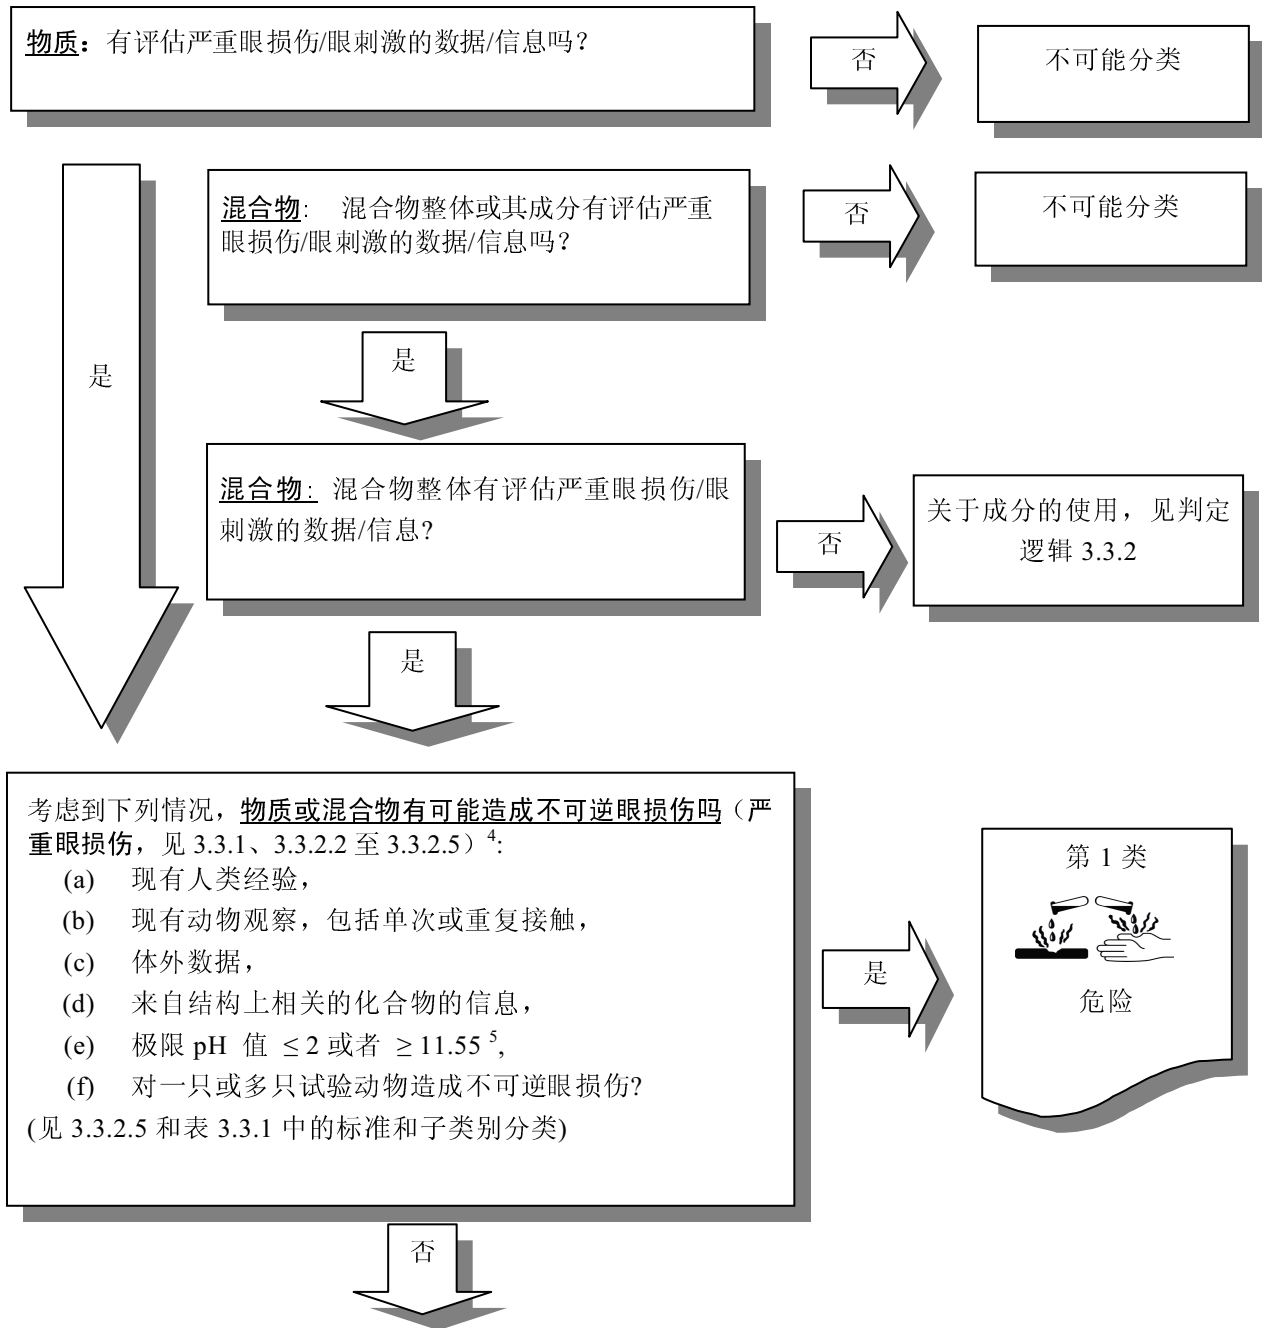 物质：有评估严重眼损伤/眼刺激的数据/信息吗？
否
不可能分类
混合物： 混合物整体或其成分有评估严重
眼损伤/眼刺激的数据/信息吗？
否
不可能分类
是
是
混合物：混合物整体有评估严重眼损伤/眼
刺激的数据/信息?
否
关于成分的使用，见判定
逻辑 3.3.2
是
考虑到下列情况，物质或混合物有可能造成不可逆眼损伤吗（严
重眼损伤，见 3.3.1、3.3.2.2 至 3.3.2.5）4:
(a) 现有人类经验，
(b) 现有动物观察，包括单次或重复接触，
(c) 体外数据，
(d) 来自结构上相关的化合物的信息，
(e) 极限 pH 值 ≤ 2 或者 ≥ 11.55 5,
(f) 对一只或多只试验动物造成不可逆眼损伤?
(见 3.3.2.5 和表 3.3.1 中的标准和子类别分类)
是
第 1 类
危险
否